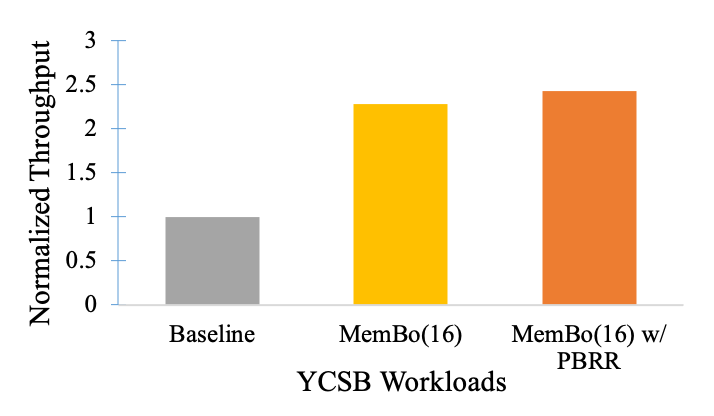 Normalized Throughput
3
2.5
2
1.5
1
0.5
0
Baseline
MemBo(16)
MemBo(16) w/
PBRR
YCSB Workloads